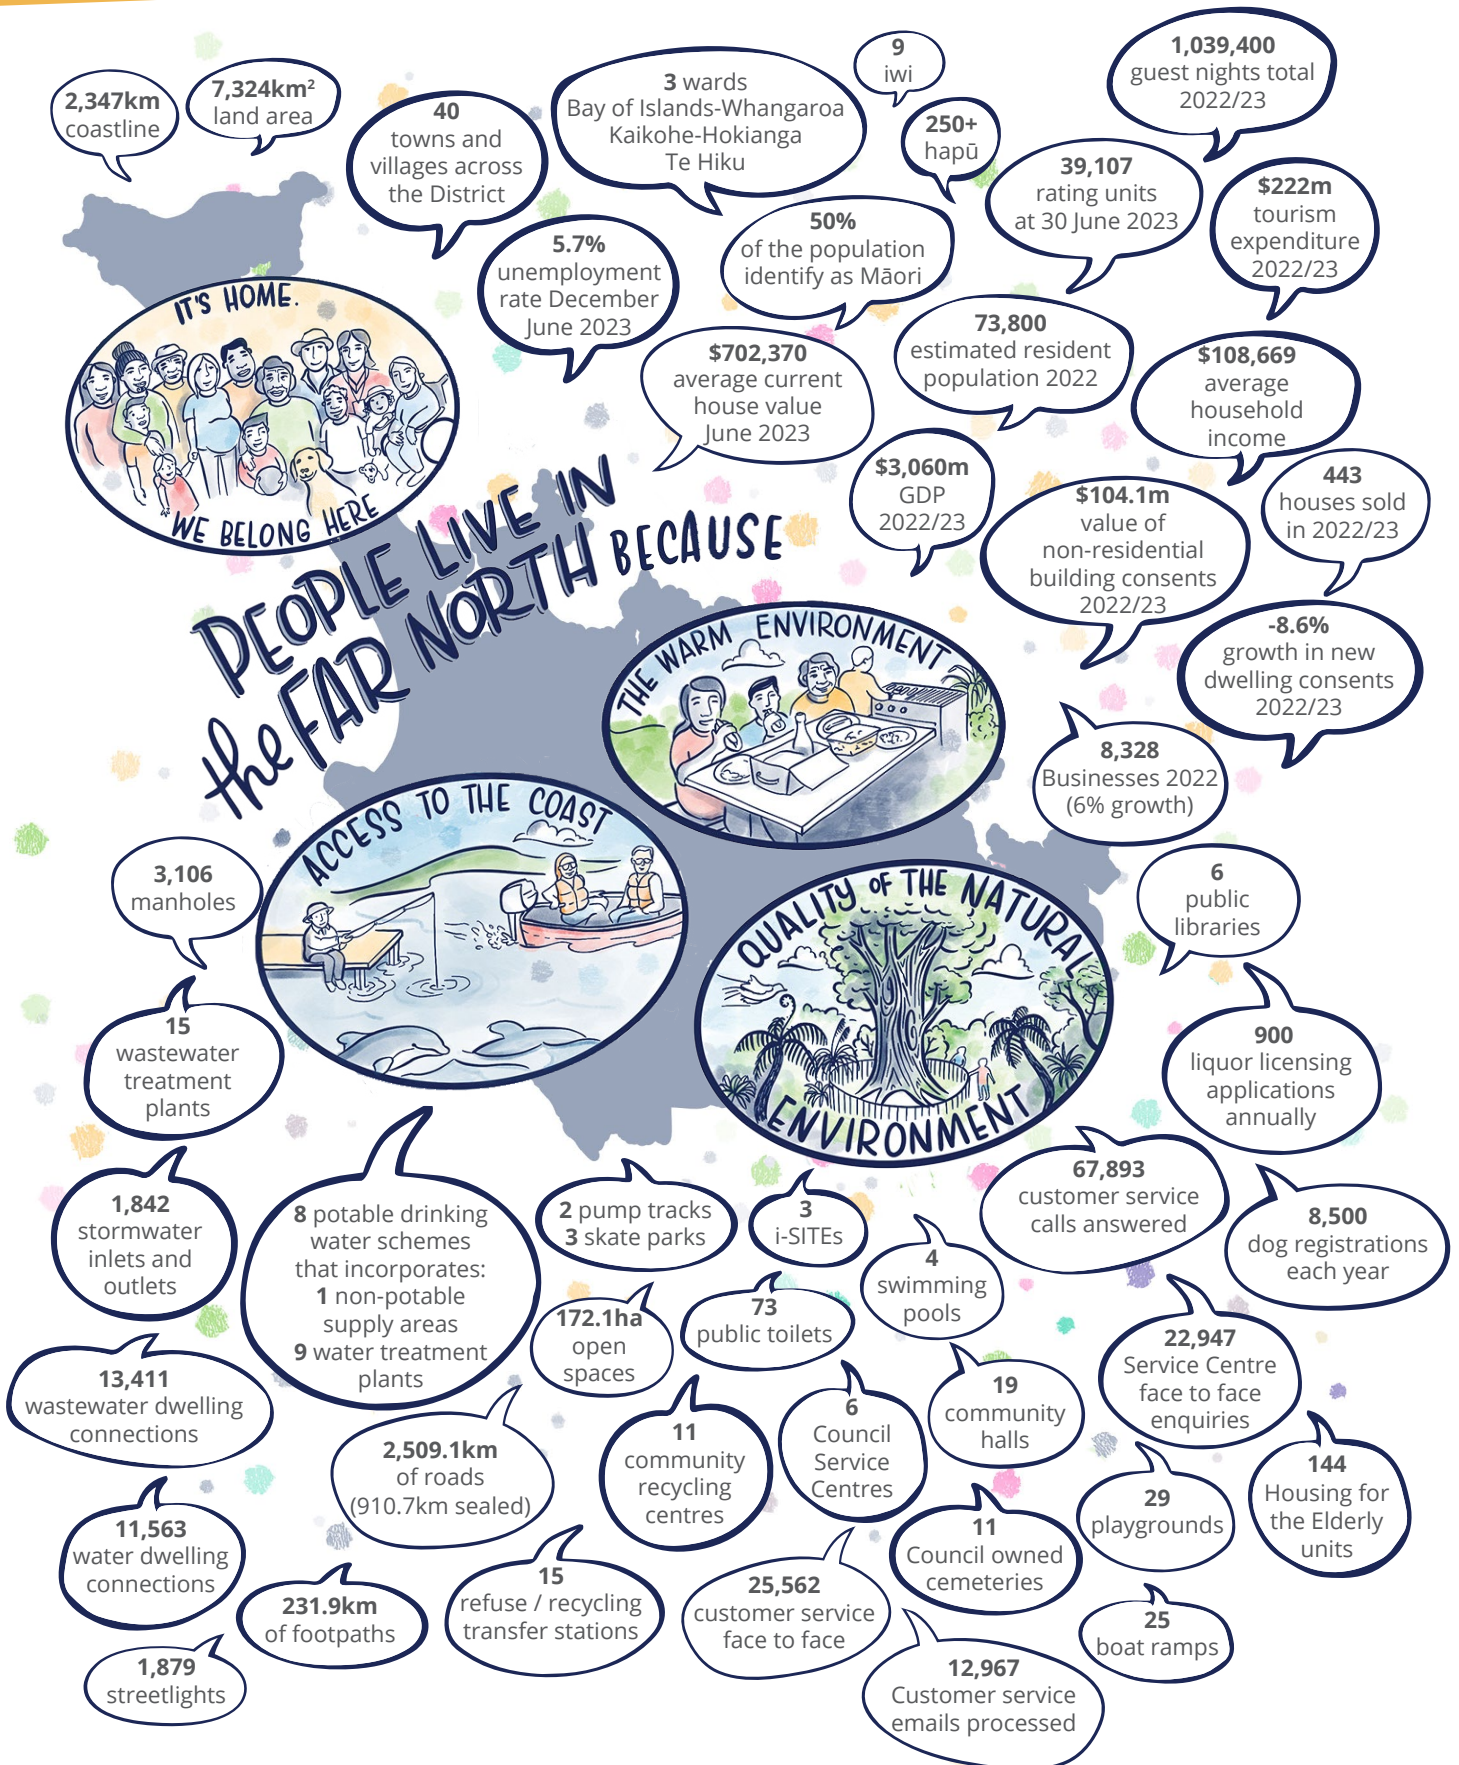 2,347km
coastline
7,324km²
land area
40
towns and
villages across
the District
3 wards
Bay of Islands-Whangaroa
Kaikohe-Hokianga
Te Hiku
9
iwi
250+
hapū
1,039,400
guest nights total
2022/23
39,107
rating units
at 30 June 2023
$222m
tourism
expenditure
2022/23
5.7%
unemployment
rate December
June 2023
50%
of the population
identify as Māori
73,800
estimated resident
population 2022
$702,370
average current
house value
June 2023
$108,669
average
household
income
$3,060m
GDP
2022/23
$104.1m
value of
non-residential
building consents
2022/23
443
houses sold
in 2022/23
-8.6%
growth in new
dwelling consents
2022/23
8,328
Businesses 2022
(6% growth)
IT'S HOME.
WE BELONG HERE
PEOPLE LIVE IN
the FAR NORTH BECAUSE
THE WARM ENVIRONMENT
ACCESS TO THE COAST
QUALITY OF THE NATURAL
ENVIRONMENT
3,106
manholes
6
public
libraries
15
wastewater
treatment
plants
900
liquor licensing
applications
annually
1,842
stormwater
inlets and
outlets
8 potable drinking
water schemes
that incorporates:
1 non-potable
supply areas
9 water treatment
plants
2 pump tracks
3 skate parks
3
i-SITEs
67,893
customer service
calls answered
8,500
dog registrations
each year
4
swimming
pools
172.1ha
open
spaces
73
public toilets
22,947
Service Centre
face to face
enquiries
13,411
wastewater dwelling
connections
2,509.1km
of roads
(910.7km sealed)
11
community
recycling
centres
6
Council
Service
Centres
19
community
halls
144
Housing for
the Elderly
units
29
playgrounds
11,563
water dwelling
connections
231.9km
of footpaths
15
refuse / recycling
transfer stations
25,562
customer service
face to face
11
Council owned
cemeteries
25
boat ramps
1,879
streetlights
12,967
Customer service
emails processed